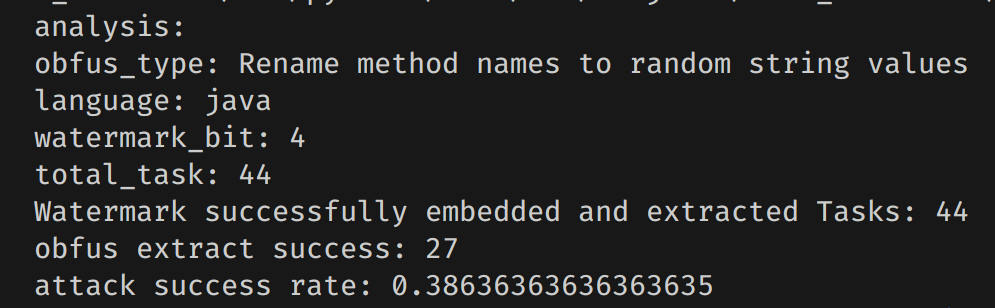 analysis:
obfus_type: Rename method names to random string values
language: java
watermark_bit: 4
total_task: 44
Watermark successfully embedded and extracted Tasks: 44
obfus extract success: 27
attack success rate: 0.38636363636363635